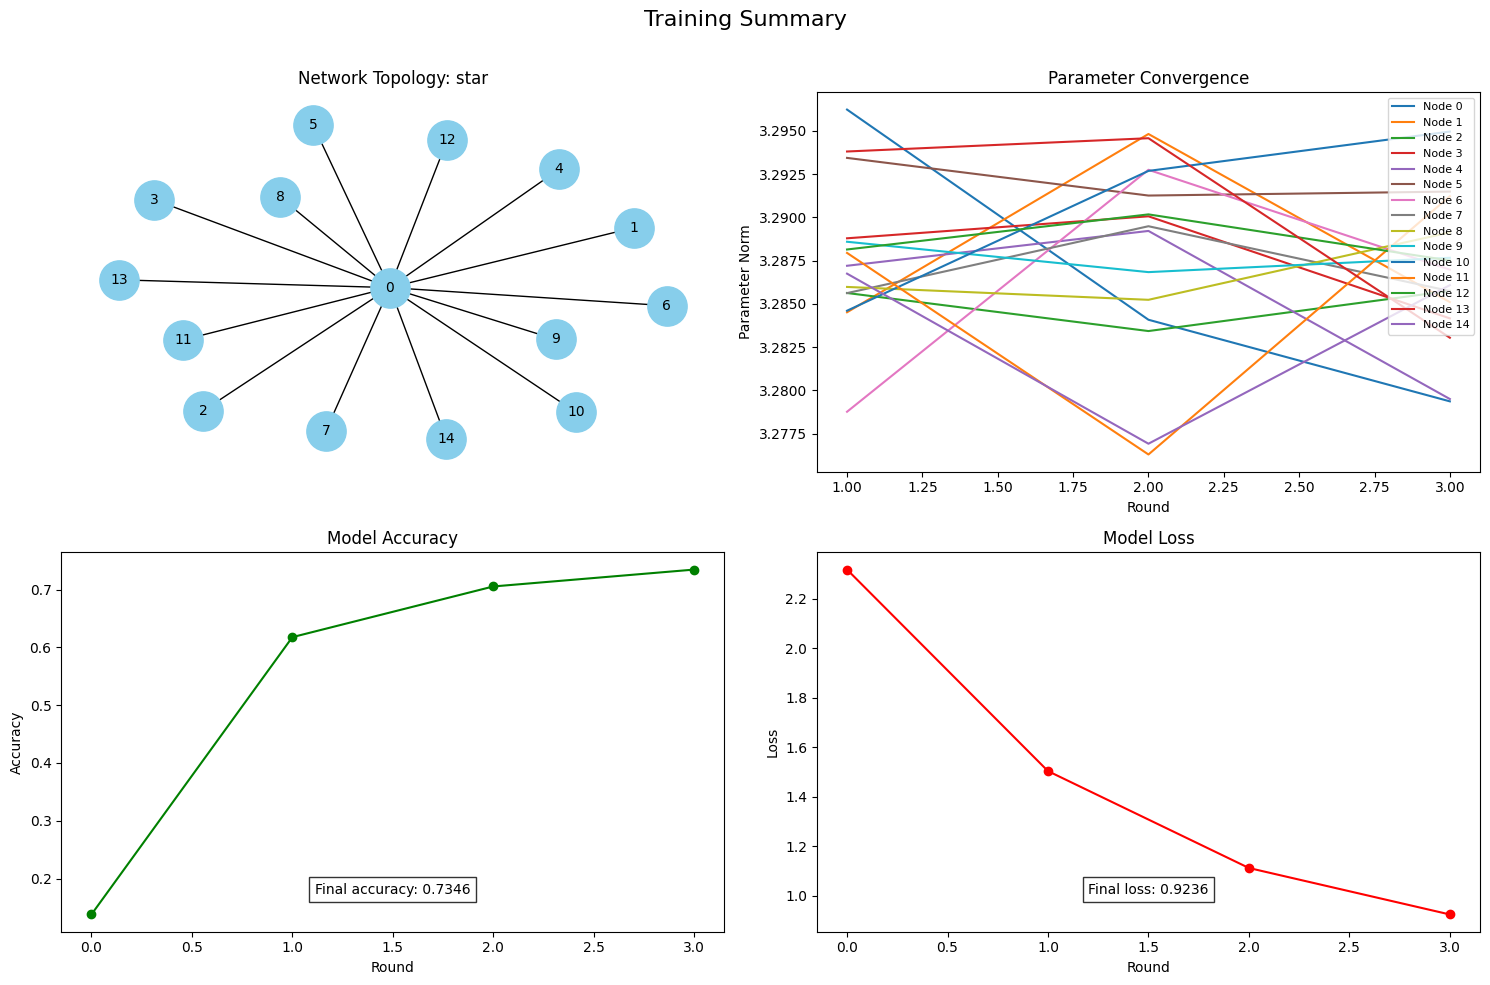 Training Summary
Network Topology: star
5
12
4
3
8
1
13
0
6
11
9
2
10
7
14
Parameter Convergence
Parameter Norm
3.2950
3.2925
3.2900
3.2875
3.2850
3.2825
3.2800
3.2775
Node 0
Node 1
Node 2
Node 3
Node 4
Node 5
Node 6
Node 7
Node 8
Node 9
Node 10
Node 11
Node 12
Node 13
Node 14
1.00 1.25 1.50 1.75 2.00 2.25 2.50 2.75 3.00
Round
Model Accuracy
Accuracy
0.7
0.6
0.5
0.4
0.3
0.2
Final accuracy: 0.7346
0.0 0.5 1.0 1.5 2.0 2.5 3.0
Round
Model Loss
Loss
2.2
2.0
1.8
1.6
1.4
1.2
1.0
Final loss: 0.9236
0.0 0.5 1.0 1.5 2.0 2.5 3.0
Round